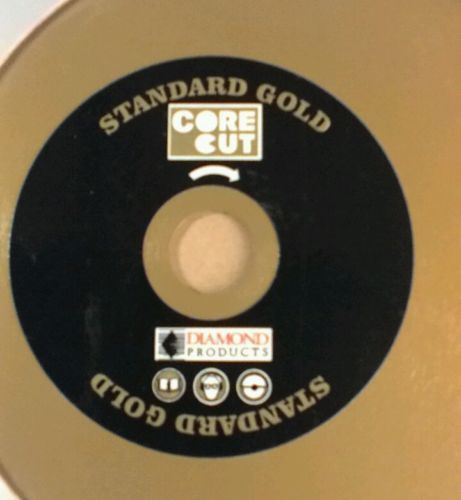 STANDARD GOLD
CORE
CUT
DIAMOND
PRODUCTS
STANDARD GOLD